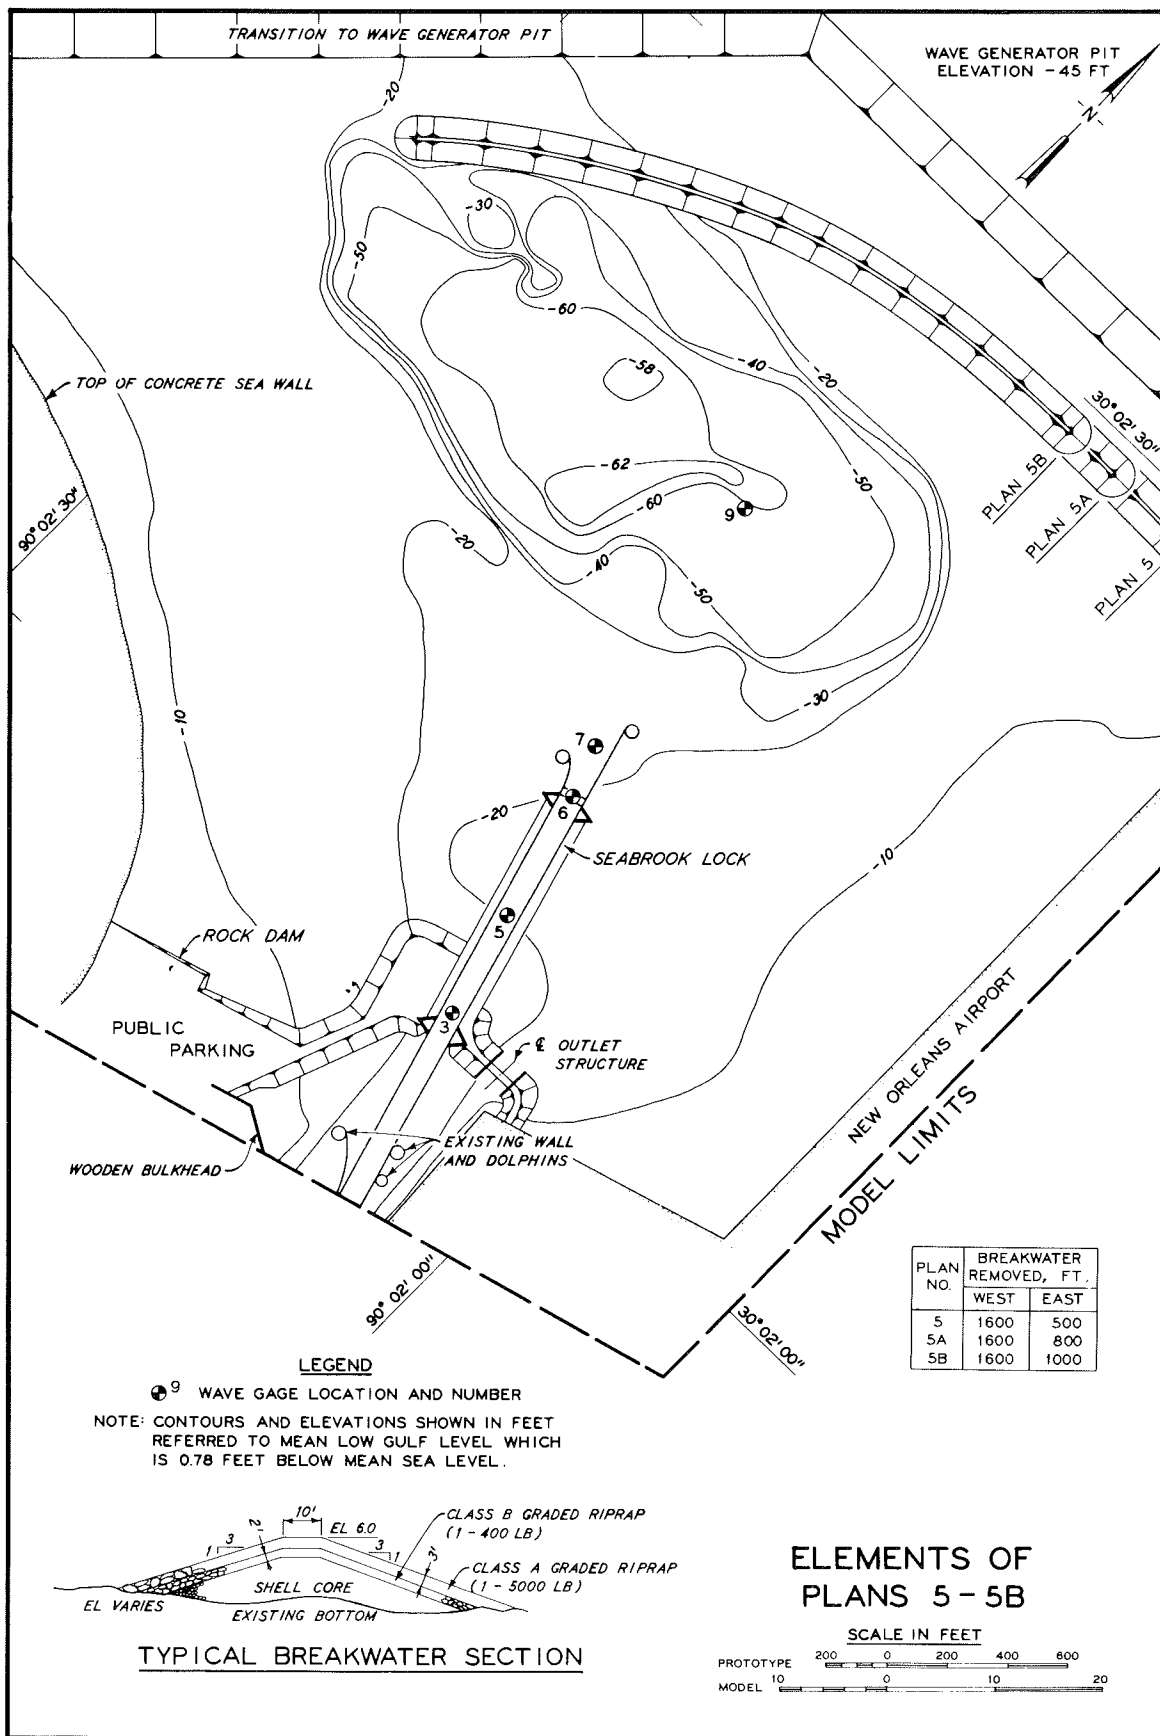 TRANSITION TO WAVE GENERATOR PIT
WAVE GENERATOR PIT
ELEVATION -45 FT
-N-
-20
-30
-50
-60
-58
-40
-20
TOP OF CONCRETE SEA WALL
30° 02' 30"
-62
-50
-60
9
PLAN 5B
PLAN 5A
PLAN 5
90° 02' 30"
-20
-40
-50
-30
-10
7
6
-20
SEABROOK LOCK
-10
5
ROCK DAM
3
PUBLIC
PARKING
℄ OUTLET
STRUCTURE
NEW ORLEANS AIRPORT
MODEL LIMITS
EXISTING WALL
AND DOLPHINS
WOODEN BULKHEAD
90° 02' 00"
30° 02' 00"
PLAN NO. BREAKWATER REMOVED, FT.
WEST EAST
5 1600 500
5A 1600 800
5B 1600 1000
LEGEND
9 WAVE GAGE LOCATION AND NUMBER
NOTE: CONTOURS AND ELEVATIONS SHOWN IN FEET
REFERRED TO MEAN LOW GULF LEVEL WHICH
IS 0.78 FEET BELOW MEAN SEA LEVEL.
10'
EL 6.0
2'
1 3
3 1
3'
CLASS B GRADED RIPRAP
(1 - 400 LB)
CLASS A GRADED RIPRAP
(1 - 5000 LB)
SHELL CORE
EL VARIES
EXISTING BOTTOM
TYPICAL BREAKWATER SECTION
ELEMENTS OF
PLANS 5 - 5B
SCALE IN FEET
PROTOTYPE 200 0 200 400 600
MODEL 10 0 10 20